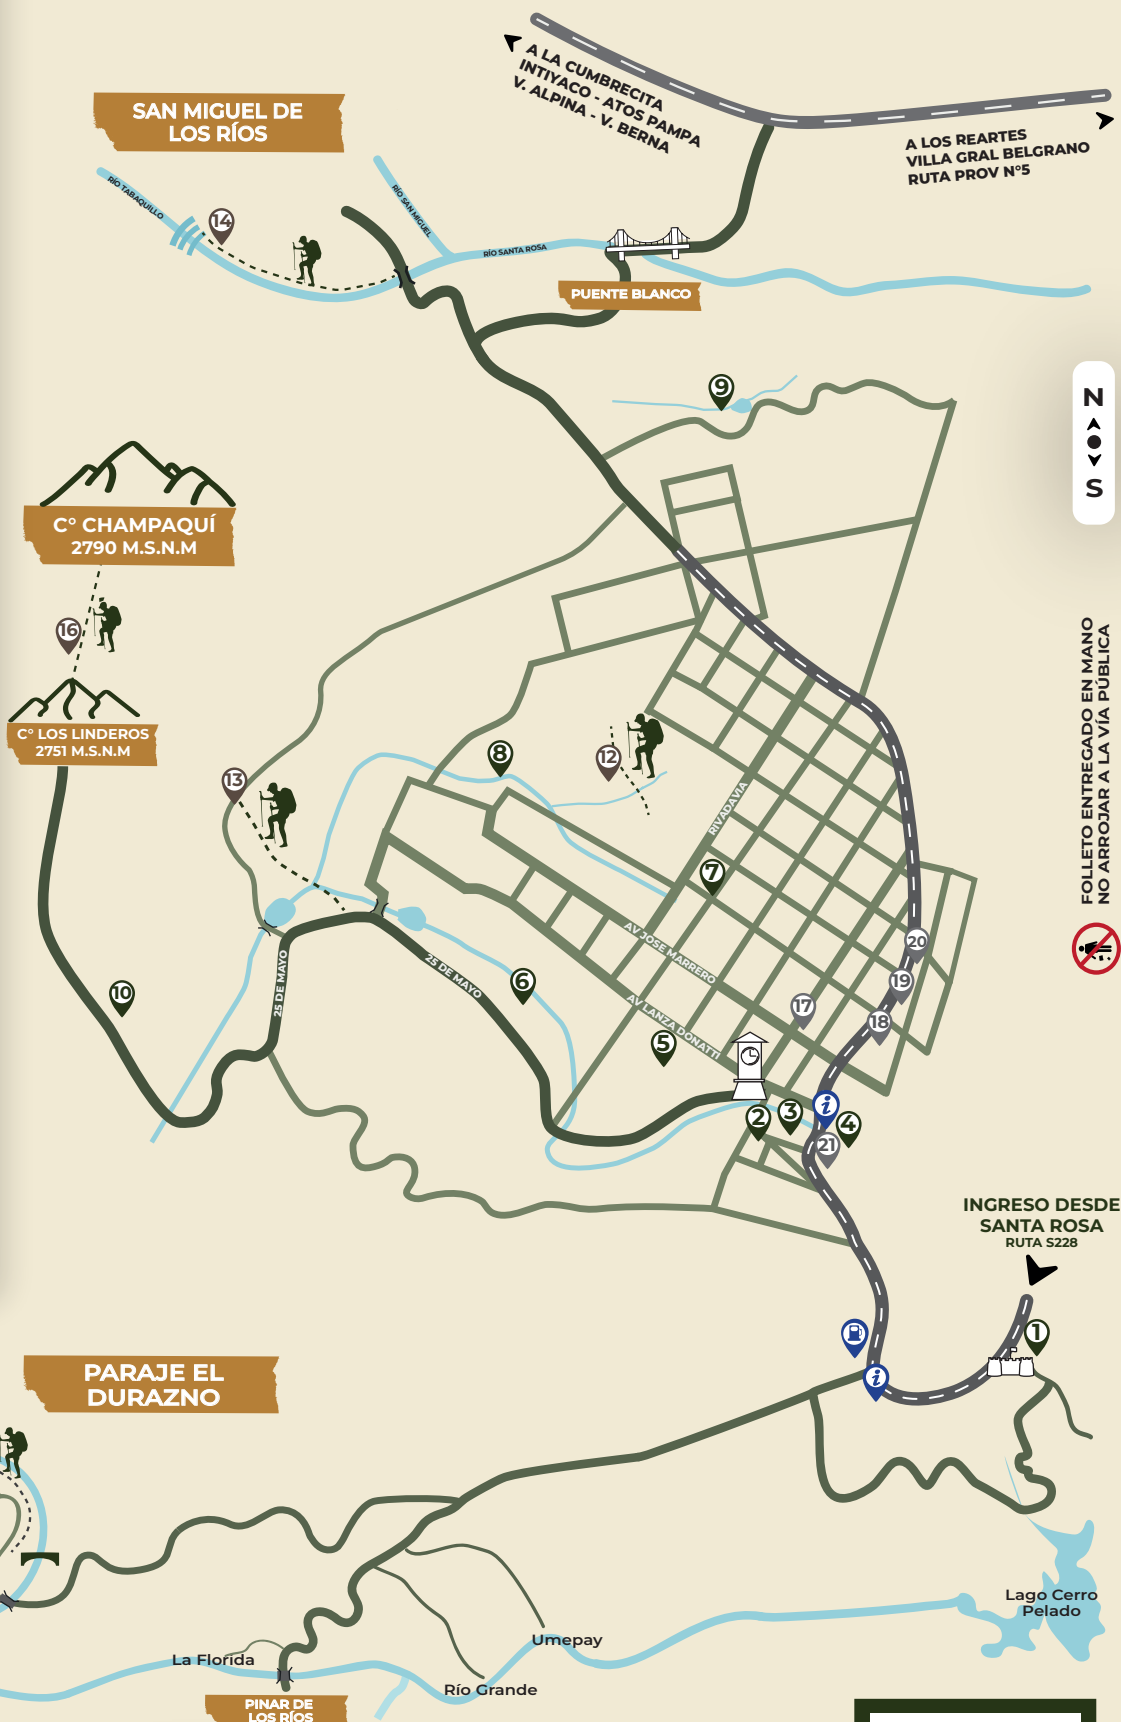 A LA CUMBRECITA
INTIYACO - ATOS PAMPA
V. ALPINA - V. BERNA
A LOS REARTES
VILLA GRAL BELGRANO
RUTA PROV N°5
SAN MIGUEL DE
LOS RÍOS
RÍO TABAQUILLO
14
RÍO SAN MIGUEL
RÍO SANTA ROSA
PUENTE BLANCO
9
N
S
C° CHAMPAQUÍ
2790 M.S.N.M
16
C° LOS LINDEROS
2751 M.S.N.M
FOLLETO ENTREGADO EN MANO
NO ARROJAR A LA VÍA PÚBLICA
13
8
12
RIVADAVIA
7
AV JOSE MARRERO
20
19
18
17
25 DE MAYO
25 DE MAYO
6
10
AV LANZA DONATTI
5
2
3
i
4
21
INGRESO DESDE
SANTA ROSA
RUTA S228
1
i
PARAJE EL
DURAZNO
Lago Cerro
Pelado
Umepay
La Florida
Río Grande
PINAR DE
LOS RÍOS